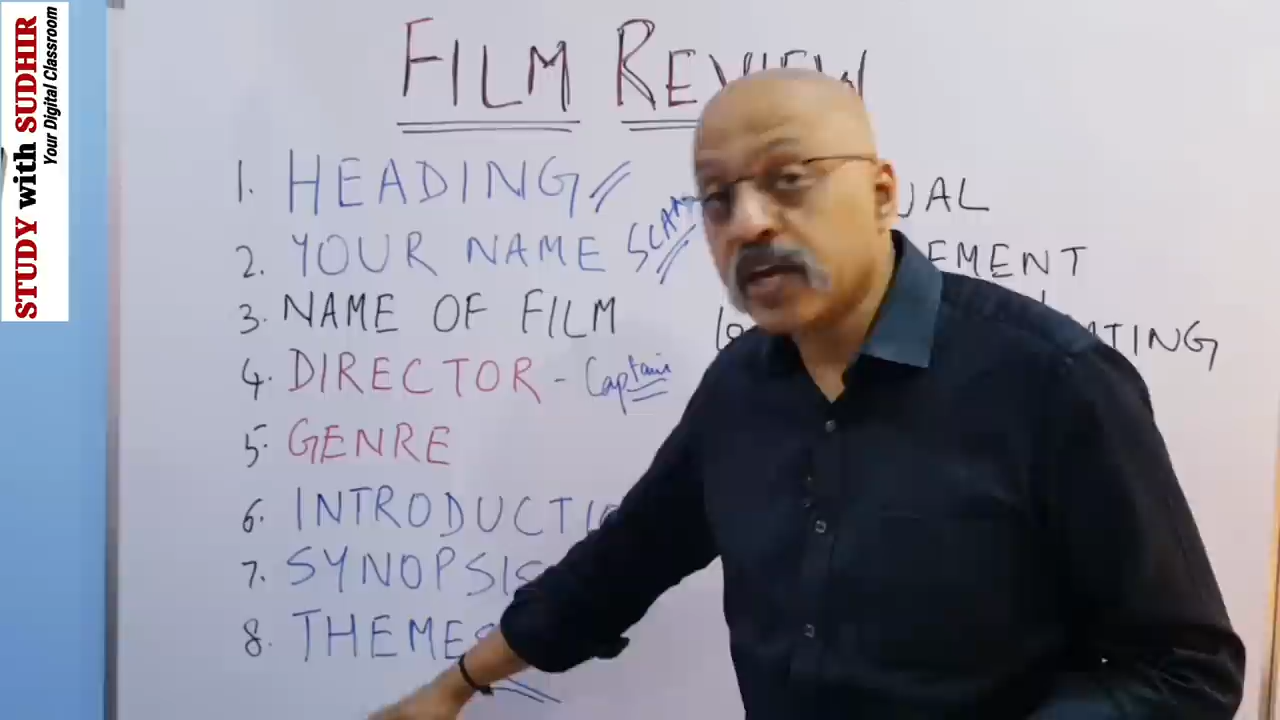 STUDY with SUDHIR
Your Digital Classroom
FILM REVIEW
1. HEADING
2. YOUR NAME
3. NAME OF FILM
4. DIRECTOR - Captain
5. GENRE
6. INTRODUCTIO
7. SYNOPSIS
8. THEMES
UAL
EMENT
TING